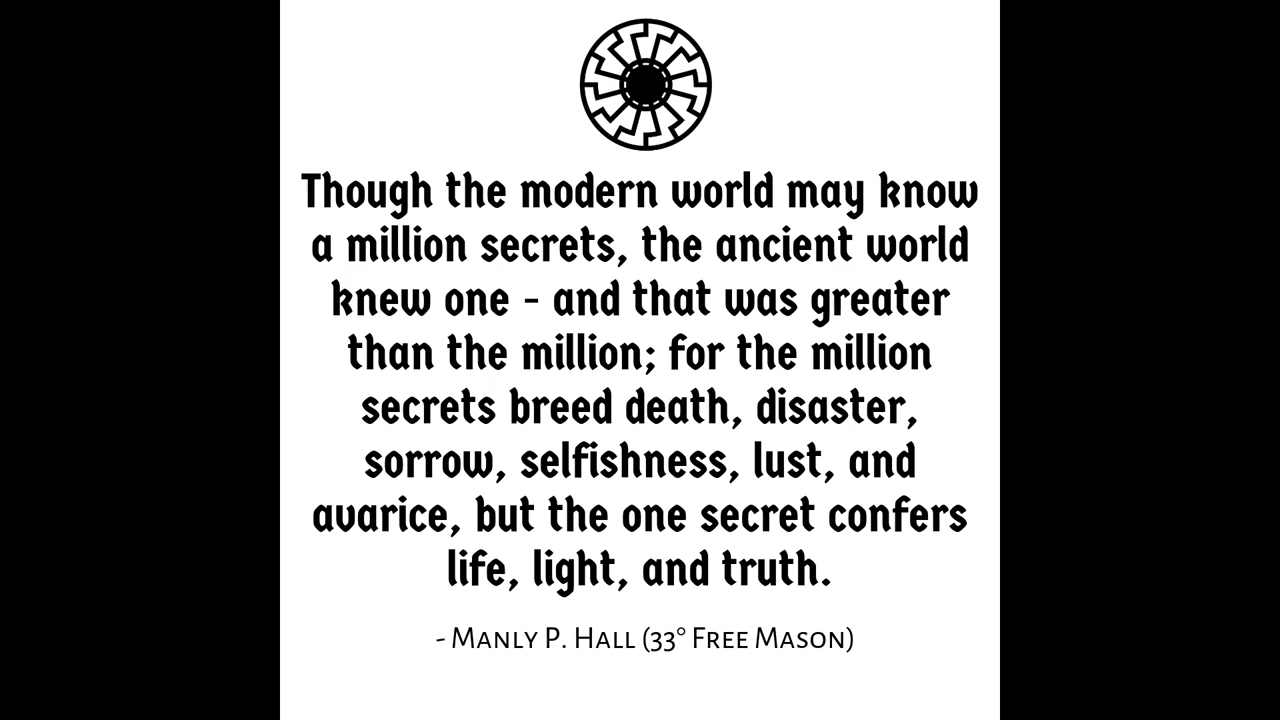 Though the modern world may know
a million secrets, the ancient world
knew one - and that was greater
than the million; for the million
secrets breed death, disaster,
sorrow, selfishness, lust, and
avarice, but the one secret confers
life, light, and truth.
- Manly P. Hall (33° Free Mason)